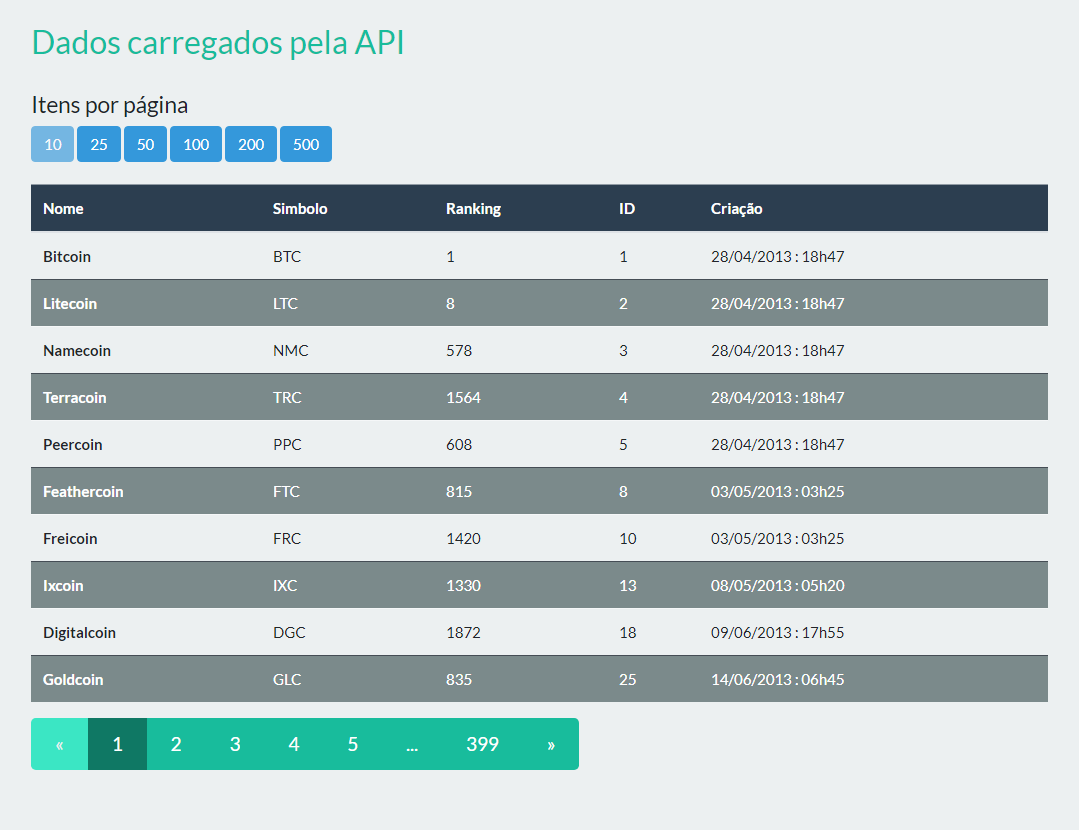 Dados carregados pela API
Itens por página
10 25 50 100 200 500
Nome Simbolo Ranking ID Criação
Bitcoin BTC 1 1 28/04/2013 : 18h47
Litecoin LTC 8 2 28/04/2013 : 18h47
Namecoin NMC 578 3 28/04/2013 : 18h47
Terracoin TRC 1564 4 28/04/2013 : 18h47
Peercoin PPC 608 5 28/04/2013 : 18h47
Feathercoin FTC 815 8 03/05/2013 : 03h25
Freicoin FRC 1420 10 03/05/2013 : 03h25
Ixcoin IXC 1330 13 08/05/2013 : 05h20
Digitalcoin DGC 1872 18 09/06/2013 : 17h55
Goldcoin GLC 835 25 14/06/2013 : 06h45
« 1 2 3 4 5 ... 399 »